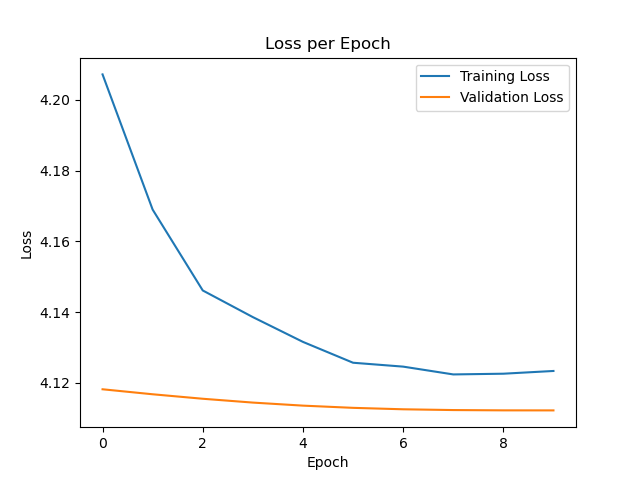 Loss per Epoch
Training Loss
Validation Loss
4.20
4.18
4.16
4.14
4.12
Loss
0 2 4 6 8
Epoch